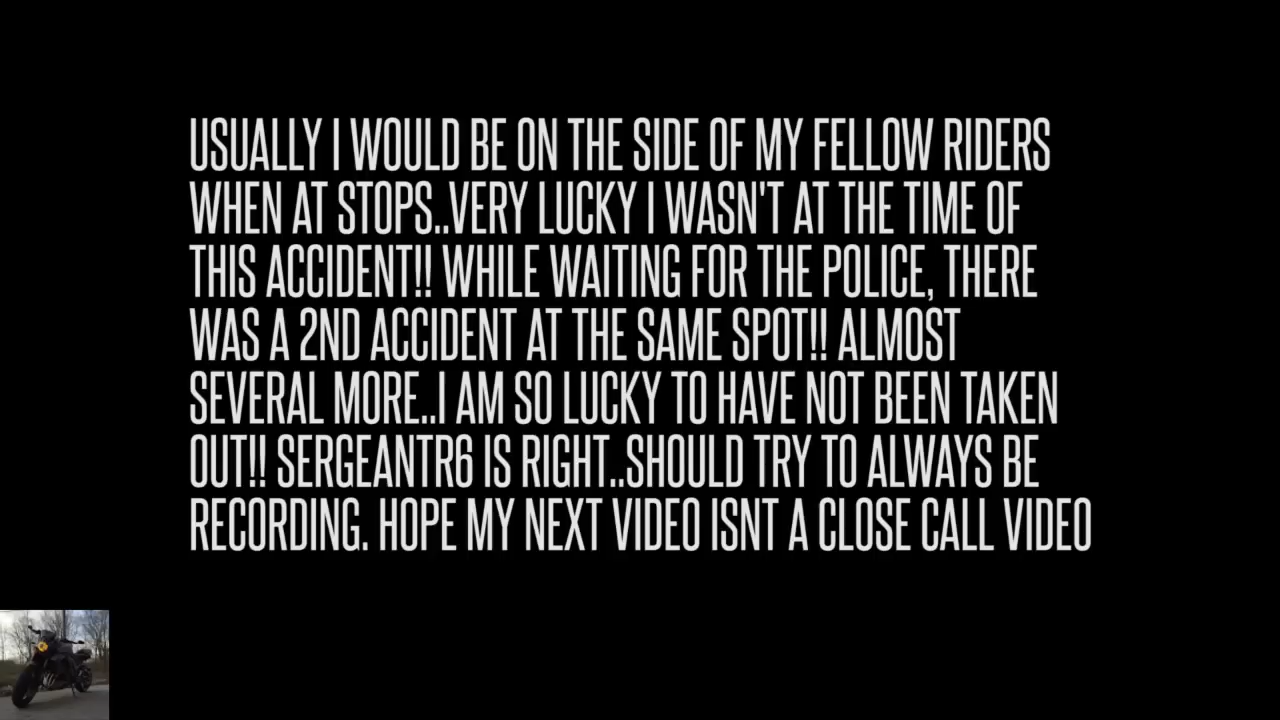 USUALLY I WOULD BE ON THE SIDE OF MY FELLOW RIDERS
WHEN AT STOPS..VERY LUCKY I WASN'T AT THE TIME OF
THIS ACCIDENT!! WHILE WAITING FOR THE POLICE, THERE
WAS A 2ND ACCIDENT AT THE SAME SPOT!! ALMOST
SEVERAL MORE..I AM SO LUCKY TO HAVE NOT BEEN TAKEN
OUT!! SERGEANTR6 IS RIGHT..SHOULD TRY TO ALWAYS BE
RECORDING. HOPE MY NEXT VIDEO ISNT A CLOSE CALL VIDEO